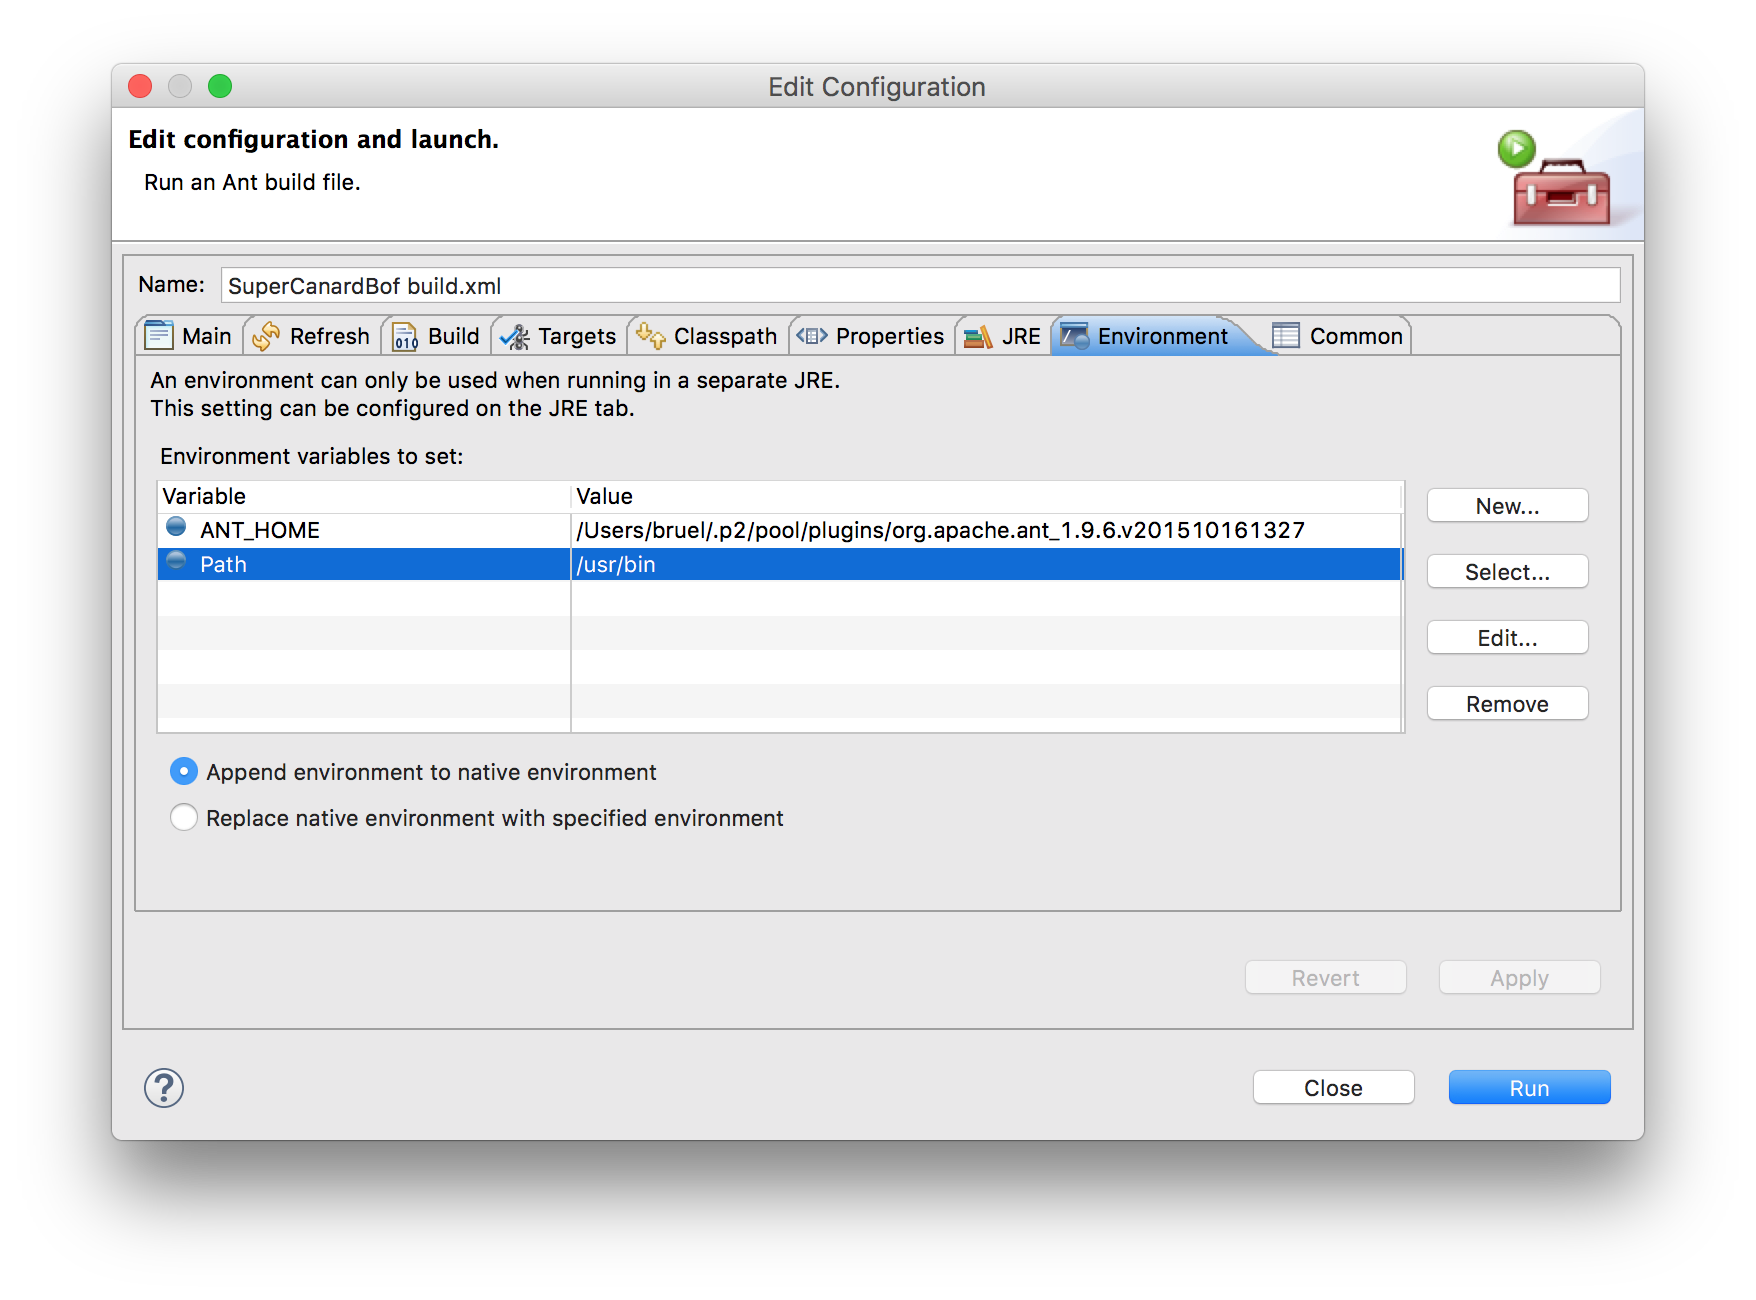 Edit Configuration
Edit configuration and launch.
Run an Ant build file.
Name: SuperCanardBof build.xml
Main Refresh Build Targets Classpath Properties JRE Environment Common
An environment can only be used when running in a separate JRE.
This setting can be configured on the JRE tab.
Environment variables to set:
Variable Value
ANT_HOME /Users/bruel/.p2/pool/plugins/org.apache.ant_1.9.6.v201510161327
Path /usr/bin
New...
Select...
Edit...
Remove
Append environment to native environment
Replace native environment with specified environment
Revert Apply
? Close Run